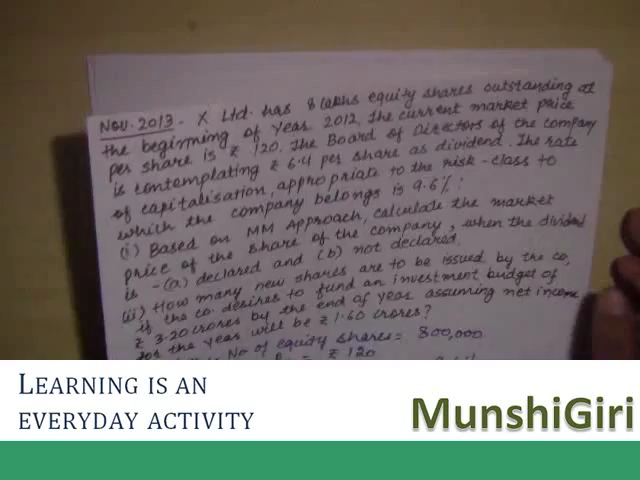 Nov. 2013 - X Ltd. has 8 lakhs equity shares outstanding at
the beginning of Year 2012. The current market price
per share is ₹ 120. The Board of Directors of the company
is contemplating ₹ 6.4 per share as dividend. The rate
of capitalisation, appropriate to the risk-class to
which the company belongs is 9.6%:
(i) Based on MM Approach, calculate the market
price of the share of the company, when the dividend
is - (a) declared and (b) not declared.
(ii) How many new shares are to be issued by the co,
if the co. desires to fund an investment budget of
₹ 3.20 crores by the end of year assuming net income
for the year will be ₹ 1.60 crores?
No of equity shares = 800,000
= ₹ 120
LEARNING IS AN
EVERYDAY ACTIVITY
MunshiGiri